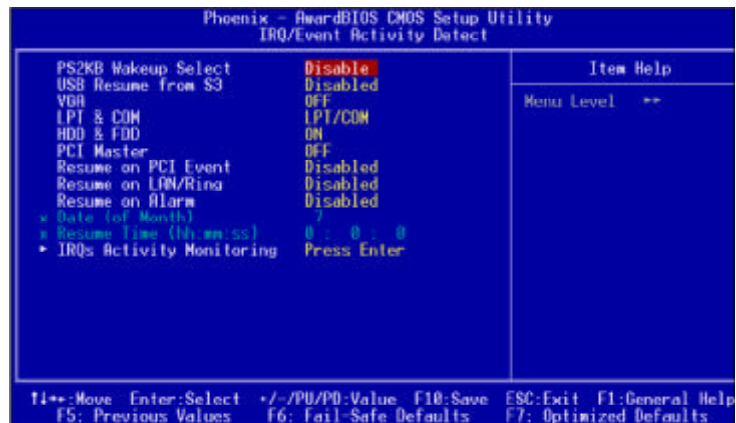 Phoenix - AwardBIOS CMOS Setup Utility
IRQ/Event Activity Detect
PS2KB Wakeup Select Disable
USB Resume from S3 Disabled
VGA OFF
LPT & COM LPT/COM
HDD & FDD ON
PCI Master OFF
Resume on PCI Event Disabled
Resume on LAN/Ring Disabled
Resume on Alarm Disabled
x Date (of Month) 7
x Resume Time (hh:mm:ss) 0 : 0 : 0
► IRQs Activity Monitoring Press Enter
Item Help
Menu Level ►►
↑↓→←:Move Enter:Select +/-/PU/PD:Value F10:Save ESC:Exit F1:General Help
F5: Previous Values F6: Fail-Safe Defaults F7: Optimized Defaults